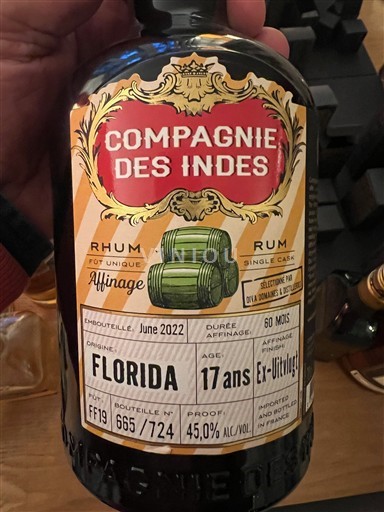 COMPAGNIE
DES INDES
RHUM
FÛT UNIQUE
Affinage
RUM
SINGLE CASK
SÉLECTIONNÉ PAR
DFEA DOMAINES &
VINIOU
EMBOUTEILLÉ: June 2022
DURÉE AFFINAGE: 60 MOIS
ORIGINE: FLORIDA
AGE: 17 ans
AFFINAGE FINISH Ex-Uitvlugt
FÛT: FF19
BOUTEILLE N° 665/724
PROOF: 45,0% ALC/VOL.
IMPORTED
AND BOTTLED
IN FRANCE